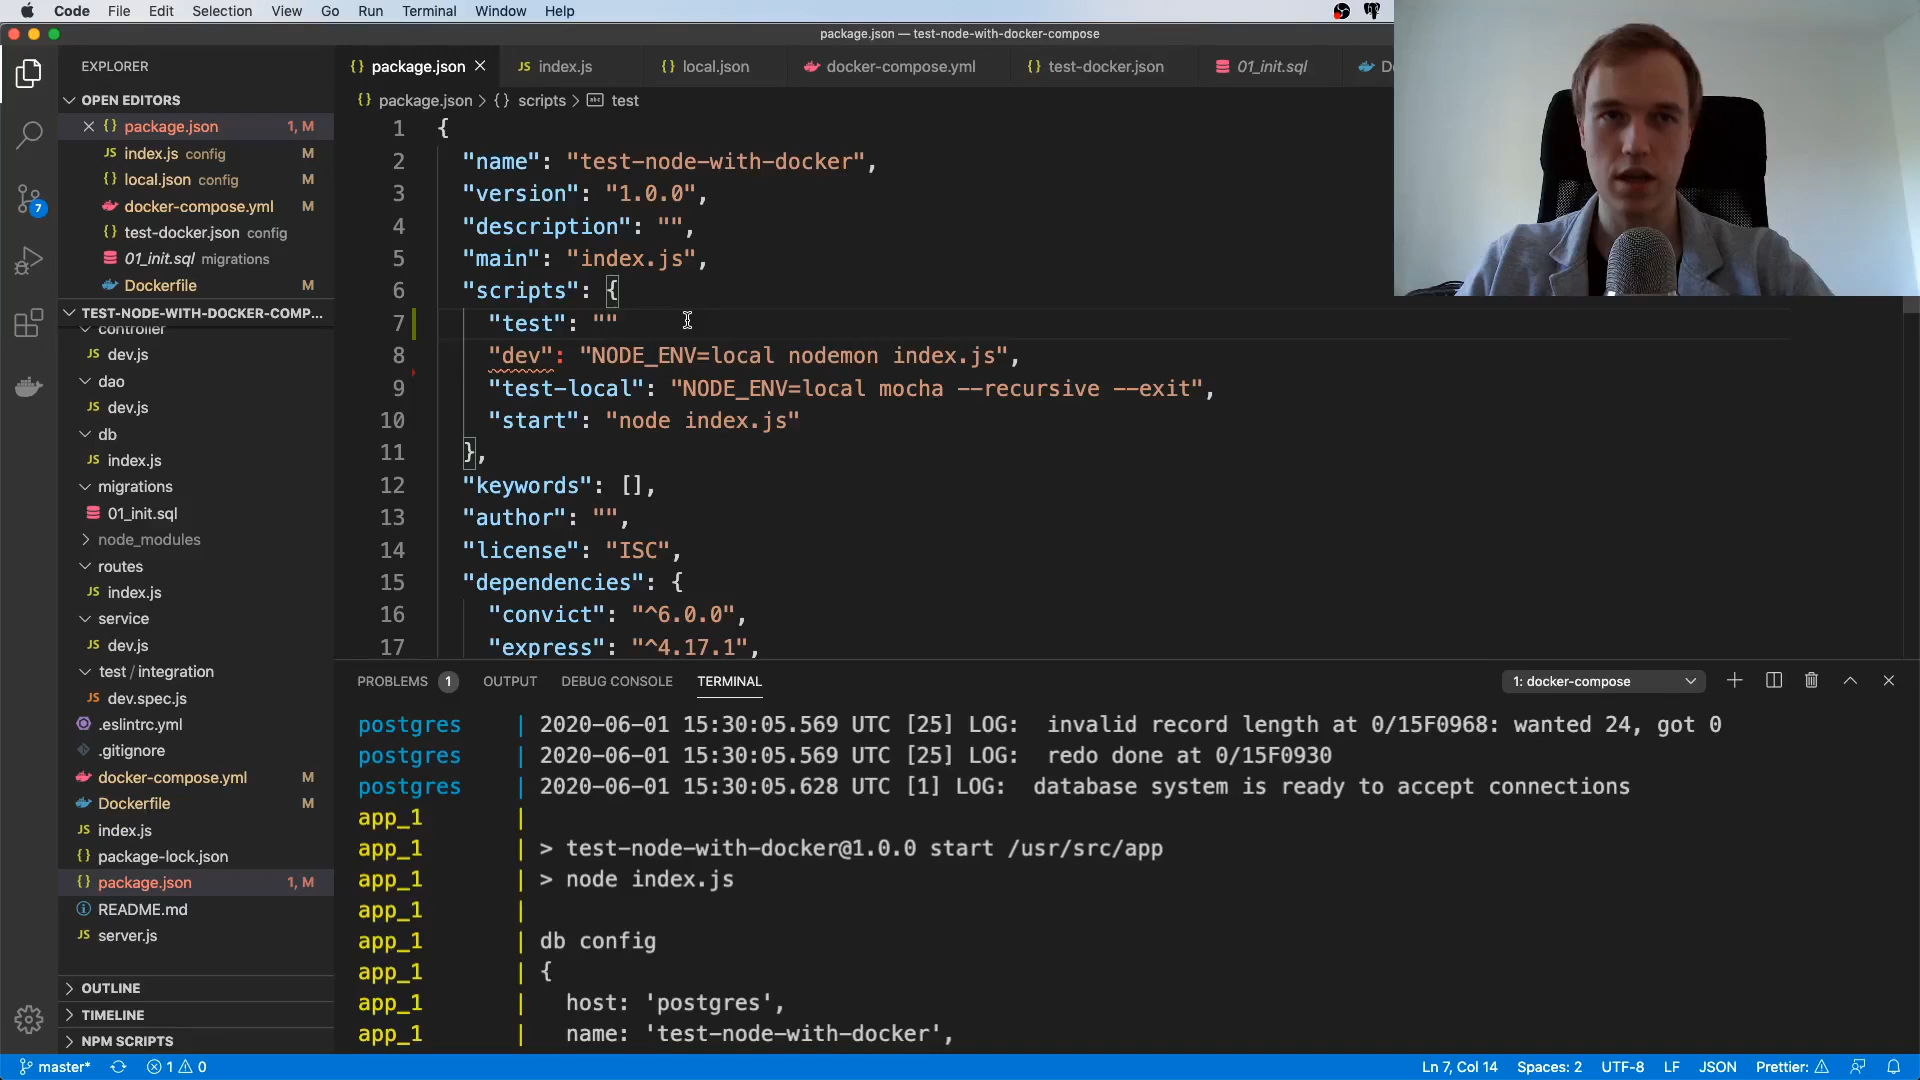 Code File Edit Selection View Go Run Terminal Window Help
package.json — test-node-with-docker-compose
EXPLORER
OPEN EDITORS
package.json 1, M
index.js config M
local.json config M
docker-compose.yml M
test-docker.json config
01_init.sql migrations
Dockerfile M
TEST-NODE-WITH-DOCKER-COMP...
controller
dev.js
dao
dev.js
db
index.js
migrations
01_init.sql
node_modules
routes
index.js
service
dev.js
test / integration
dev.spec.js
.eslintrc.yml
.gitignore
docker-compose.yml M
Dockerfile M
index.js
package-lock.json
package.json 1, M
README.md
server.js
OUTLINE
TIMELINE
NPM SCRIPTS
7
package.json index.js local.json docker-compose.yml test-docker.json 01_init.sql D
package.json > {} scripts > abc test
1 {
2 "name": "test-node-with-docker",
3 "version": "1.0.0",
4 "description": "",
5 "main": "index.js",
6 "scripts": {
7 "test": ""
8 "dev": "NODE_ENV=local nodemon index.js",
9 "test-local": "NODE_ENV=local mocha --recursive --exit",
10 "start": "node index.js"
11 },
12 "keywords": [],
13 "author": "",
14 "license": "ISC",
15 "dependencies": {
16 "convict": "^6.0.0",
17 "express": "^4.17.1",
PROBLEMS 1 OUTPUT DEBUG CONSOLE TERMINAL 1: docker-compose
postgres | 2020-06-01 15:30:05.569 UTC [25] LOG: invalid record length at 0/15F0968: wanted 24, got 0
postgres | 2020-06-01 15:30:05.569 UTC [25] LOG: redo done at 0/15F0930
postgres | 2020-06-01 15:30:05.628 UTC [1] LOG: database system is ready to accept connections
app_1 |
app_1 | > test-node-with-docker@1.0.0 start /usr/src/app
app_1 | > node index.js
app_1 |
app_1 | db config
app_1 | {
app_1 | host: 'postgres',
app_1 | name: 'test-node-with-docker',
master* 1 0 Ln 7, Col 14 Spaces: 2 UTF-8 LF JSON Prettier: